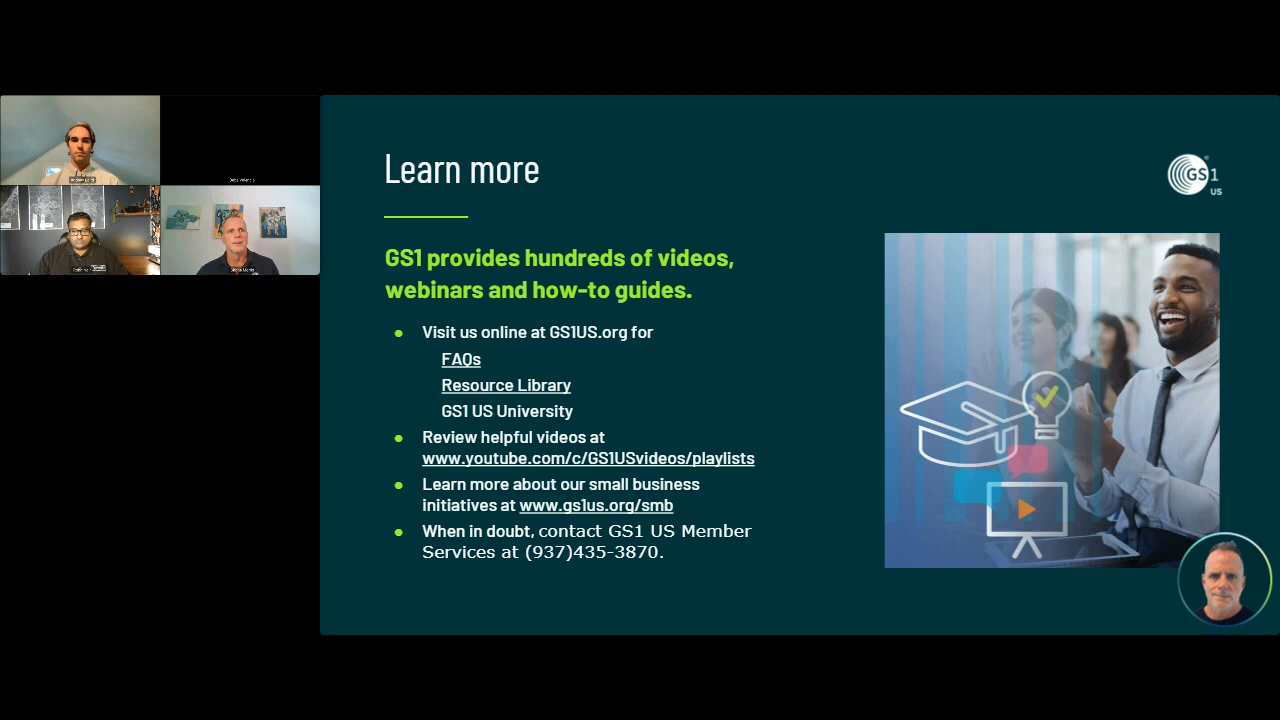 Learn more
GS1
US
GS1 provides hundreds of videos,
webinars and how-to guides.
Visit us online at GS1US.org for
FAQs
Resource Library
GS1 US University
Review helpful videos at
www.youtube.com/c/GS1USvideos/playlists
Learn more about our small business
initiatives at www.gs1us.org/smb
When in doubt, contact GS1 US Member
Services at (937)435-3870.